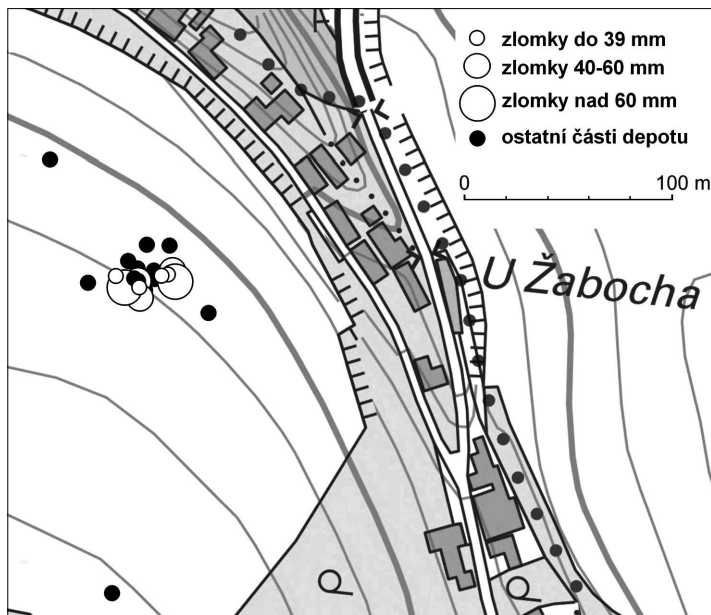 zlomky do 39 mm
zlomky 40-60 mm
zlomky nad 60 mm
ostatní části depotu
0 100 m
U Žabocha